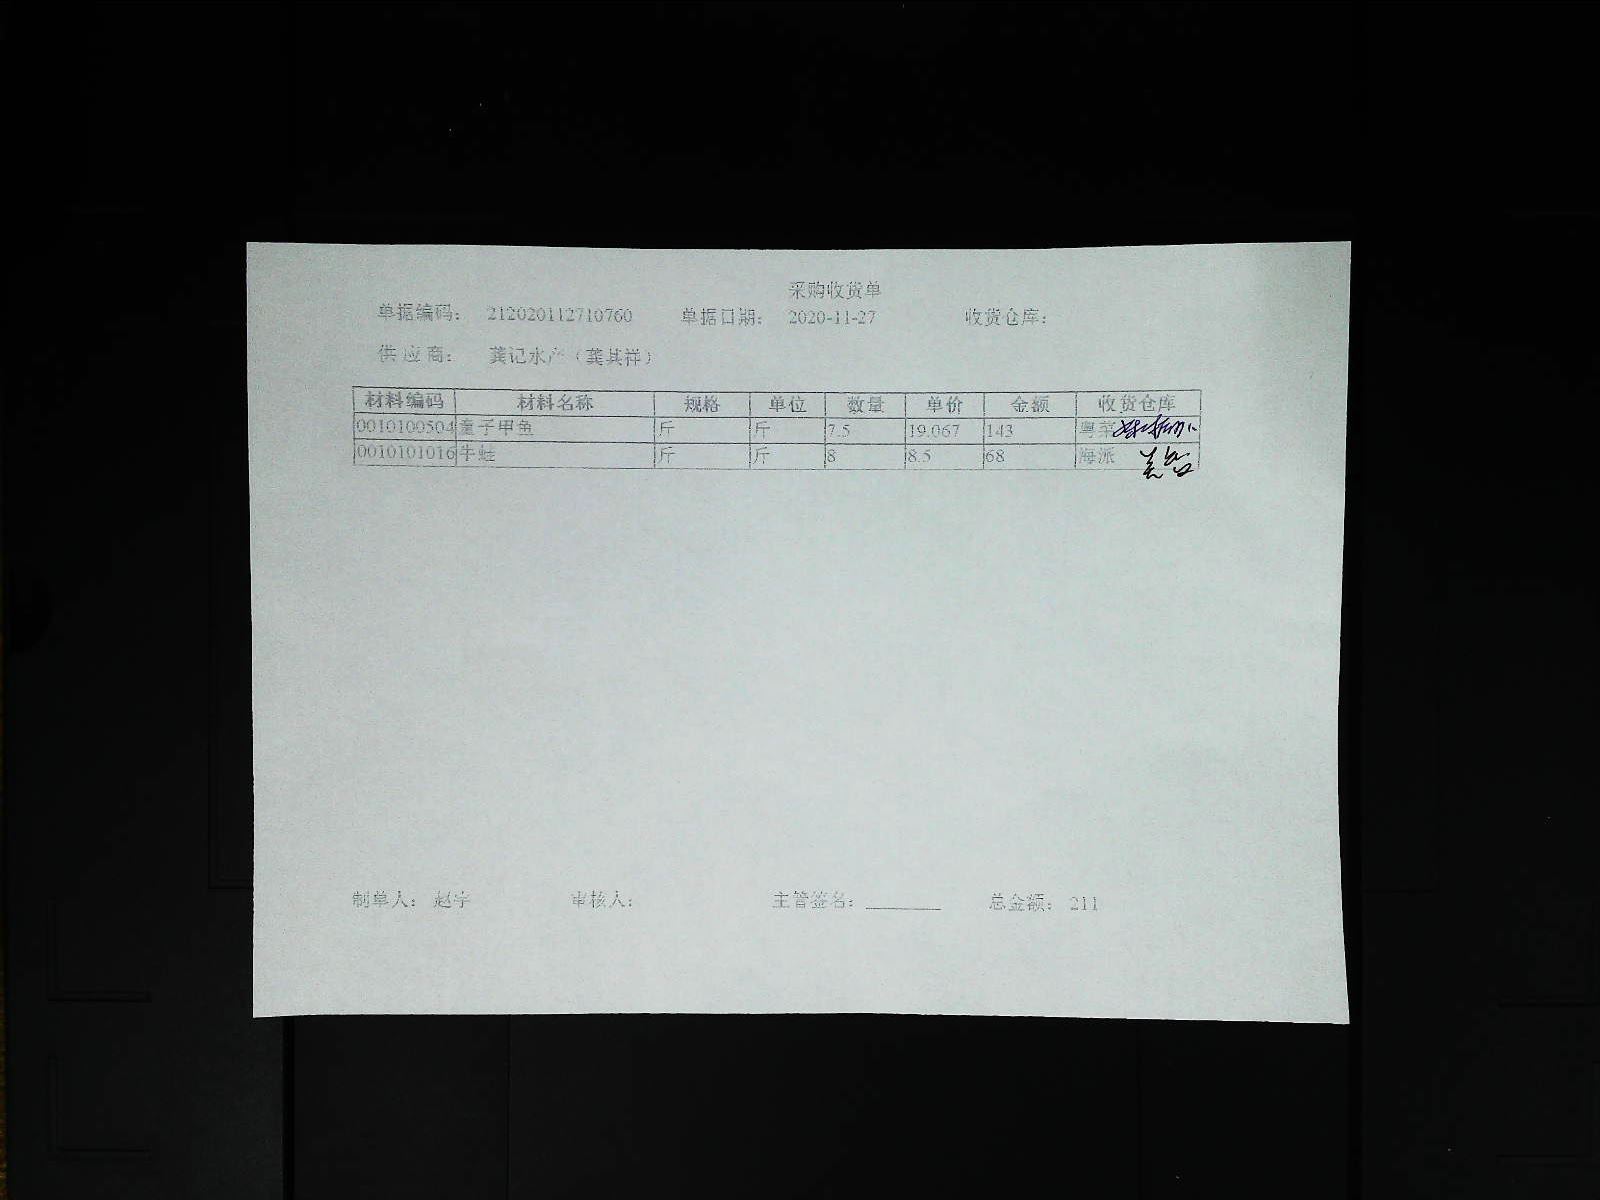 采购收货单
单据编码: 212020112710760 单据日期: 2020-11-27 收货仓库:
供应商: 龚记水产（龚其祥）
材料编码 材料名称 规格 单位 数量 单价 金额 收货仓库
0010100504 童子甲鱼 斤 斤 7.5 19.067 143 粤菜
0010101016 牛蛙 斤 斤 8 8.5 68 海派
制单人: 赵宇 审核人: 主管签名: 总金额: 211